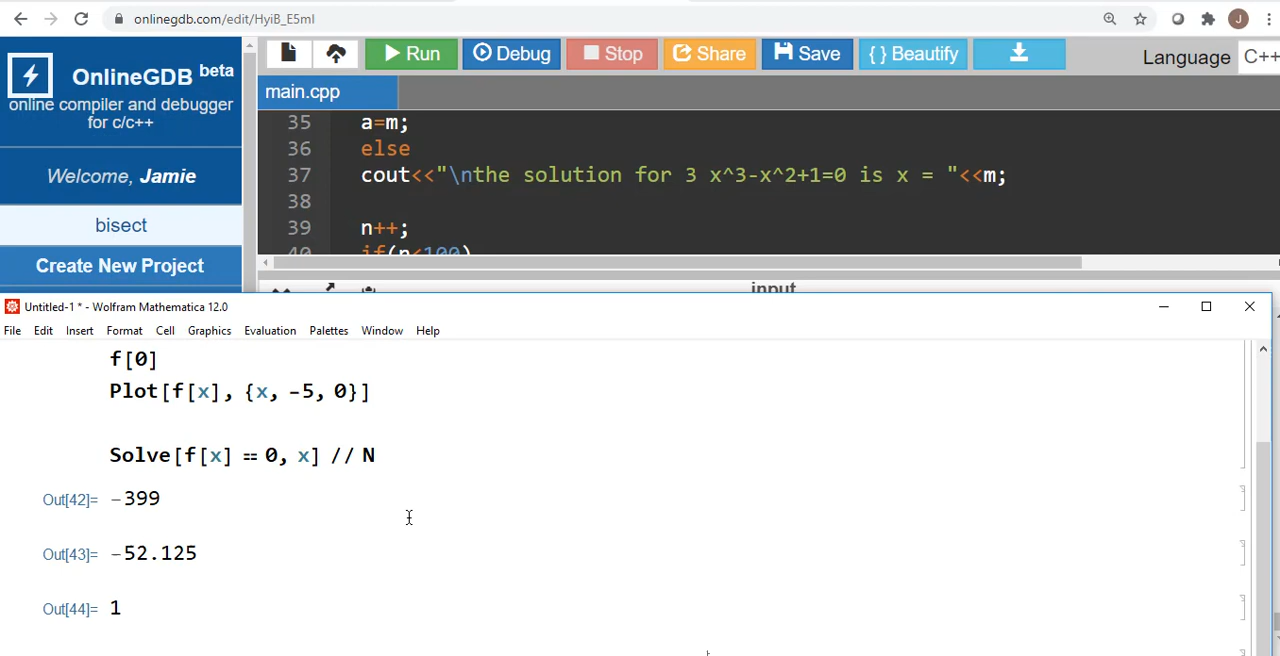 onlinegdb.com/edit/HyiB_E5mI
J
OnlineGDB beta
online compiler and debugger
for c/c++
Welcome, Jamie
bisect
Create New Project
Run Debug Stop Share Save { } Beautify Language C++
main.cpp
35 a=m;
36 else
37 cout<<"\nthe solution for 3 x^3-x^2+1=0 is x = "<<m;
38
39 n++;
40 if(n<100)
input
Untitled-1 * - Wolfram Mathematica 12.0
File Edit Insert Format Cell Graphics Evaluation Palettes Window Help
f[0]
Plot[f[x], {x, -5, 0}]
Solve[f[x] == 0, x] // N
Out[42]= -399
Out[43]= -52.125
Out[44]= 1